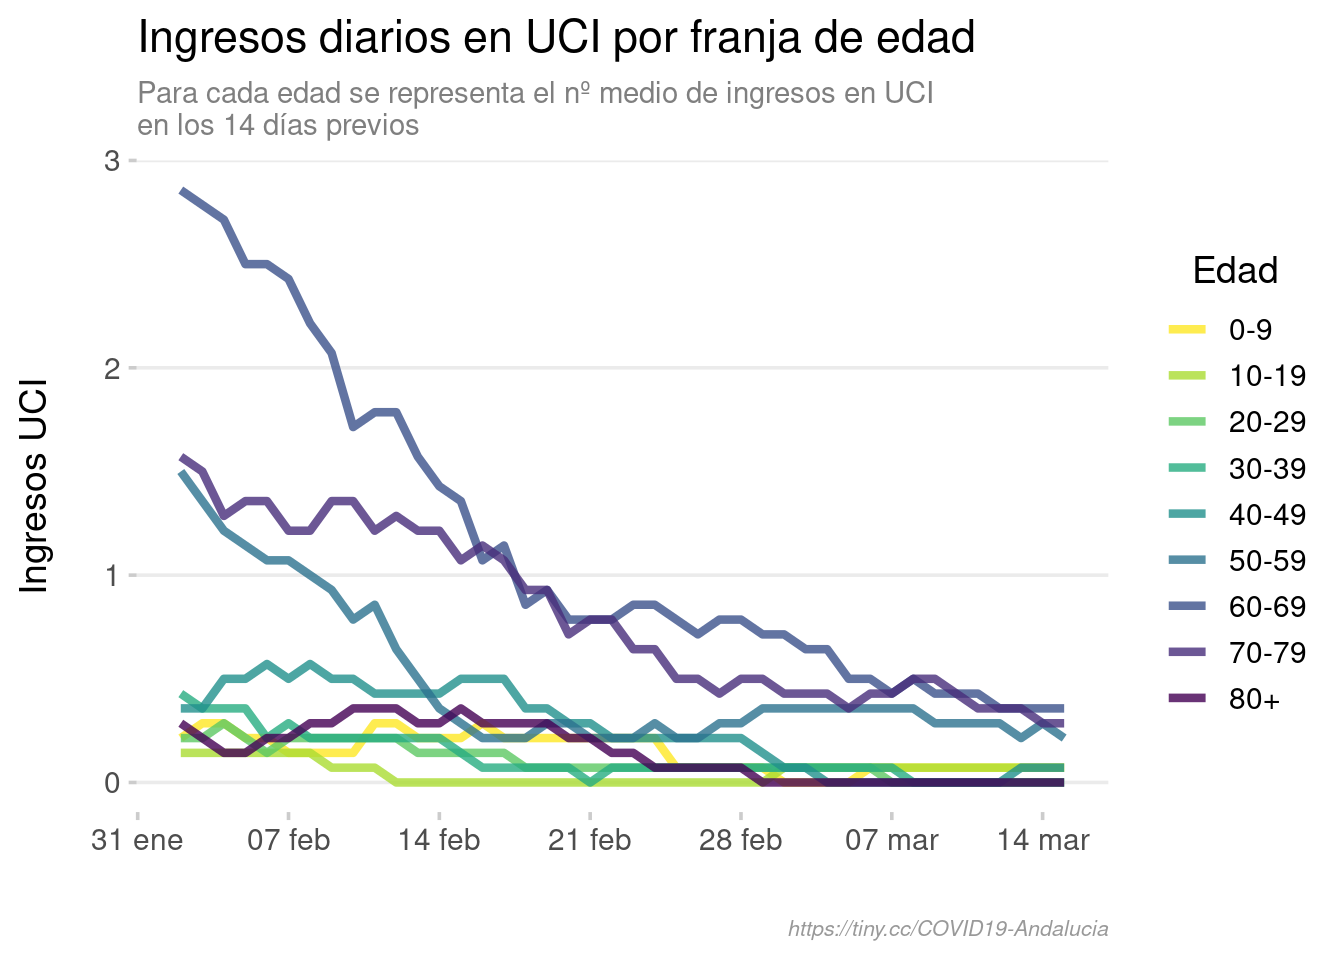 Ingresos diarios en UCI por franja de edad
Para cada edad se representa el nº medio de ingresos en UCI
en los 14 días previos
Ingresos UCI
3
2
1
0
31 ene
07 feb
14 feb
21 feb
28 feb
07 mar
14 mar
Edad
0-9
10-19
20-29
30-39
40-49
50-59
60-69
70-79
80+
https://tiny.cc/COVID19-Andalucia